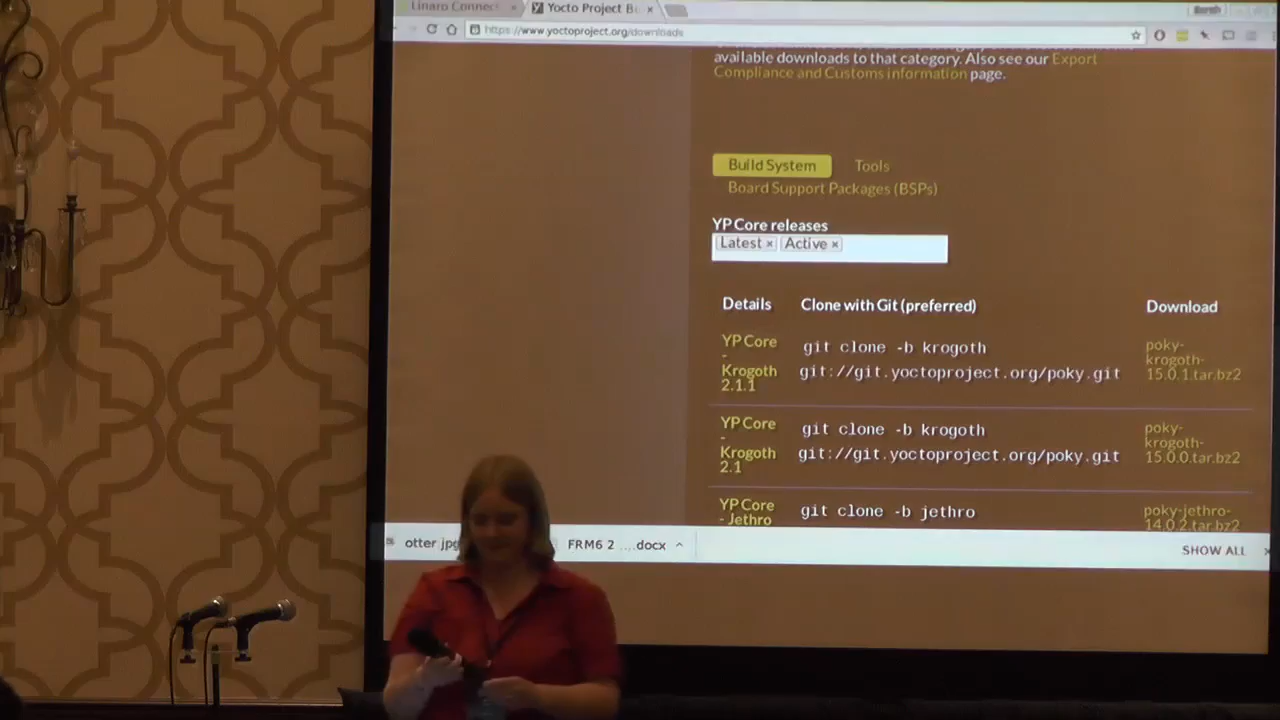 Linaro Connect
Yocto Project
https://www.yoctoproject.org/downloads
available downloads to that category. Also see our Export
Compliance and Customs information page.
Build System
Tools
Board Support Packages (BSPs)
YP Core releases
Latest × Active ×
Details Clone with Git (preferred) Download
YP Core
-
Krogoth
2.1.1
git clone -b krogoth
git://git.yoctoproject.org/poky.git
poky-
krogoth-
15.0.1.tar.bz2
YP Core
-
Krogoth
2.1
git clone -b krogoth
git://git.yoctoproject.org/poky.git
poky-
krogoth-
15.0.0.tar.bz2
YP Core
- Jethro
git clone -b jethro
poky-jethro-
14.0.2.tar.bz2
otter jpg
FRM6 2 ....docx
SHOW ALL